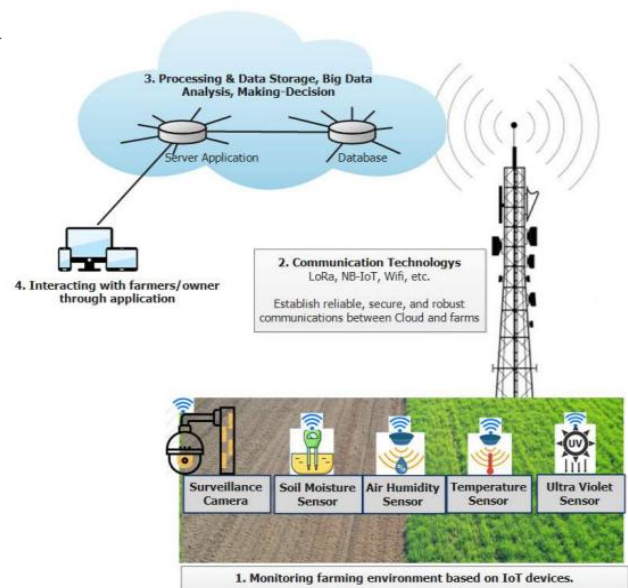 3. Processing & Data Storage, Big Data
Analysis, Making-Decision
Server Application
Database
2. Communication Technologys
LoRa, NB-IoT, Wifi, etc.
Establish reliable, secure, and robust
communications between Cloud and farms
4. Interacting with farmers/owner
through application
UV
Surveillance
Camera
Soil Moisture
Sensor
Air Humidity
Sensor
Temperature
Sensor
Ultra Violet
Sensor
1. Monitoring farming environment based on IoT devices.